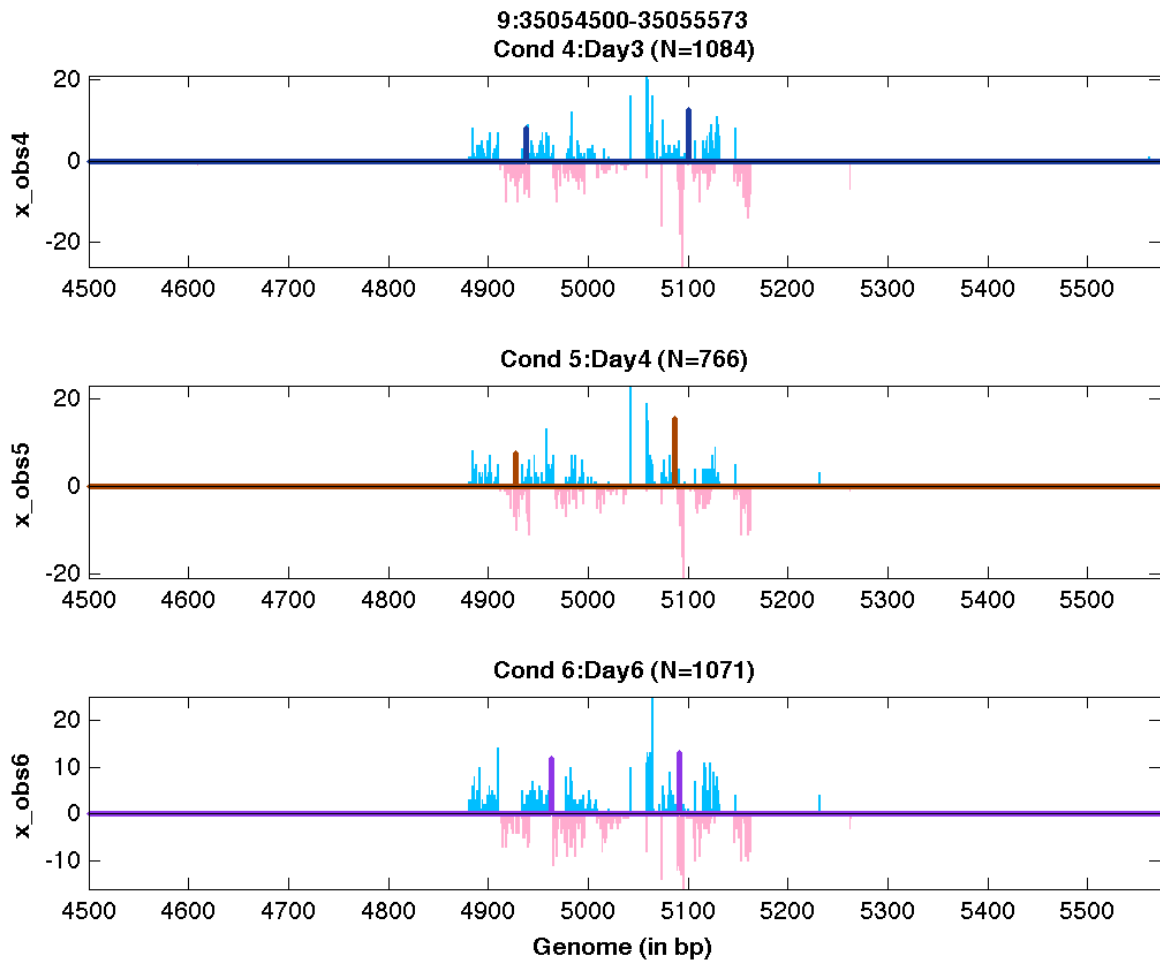 9:35054500-35055573
Cond 4:Day3 (N=1084)
20
0
-20
x_obs4
4500 4600 4700 4800 4900 5000 5100 5200 5300 5400 5500
Cond 5:Day4 (N=766)
20
0
-20
x_obs5
4500 4600 4700 4800 4900 5000 5100 5200 5300 5400 5500
Cond 6:Day6 (N=1071)
20
10
0
-10
x_obs6
4500 4600 4700 4800 4900 5000 5100 5200 5300 5400 5500
Genome (in bp)